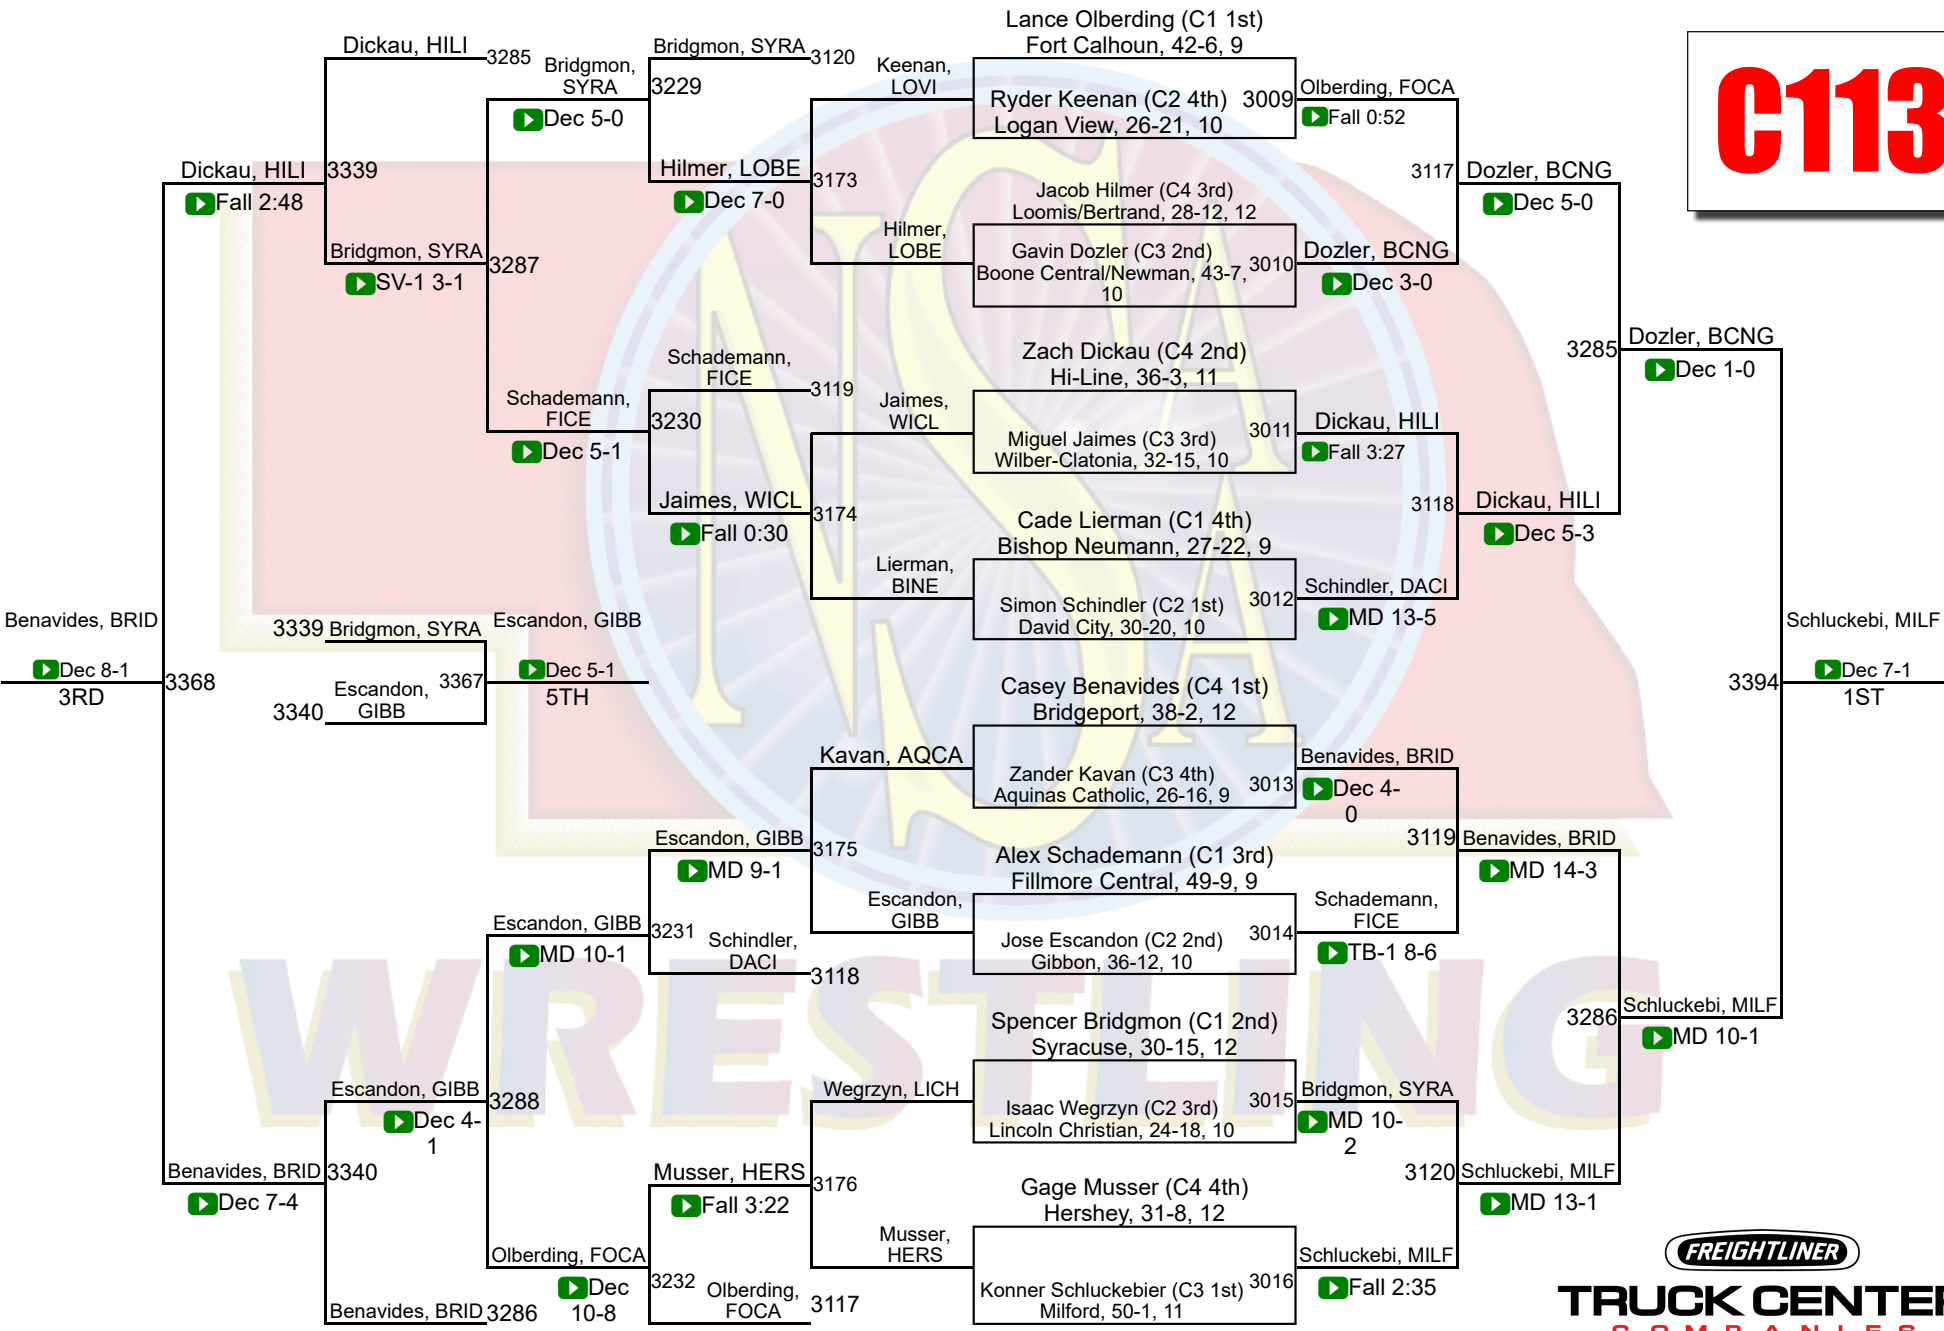 Lance Olberding (C1 1st)
Fort Calhoun, 42-6, 9
Dickau, HILI
3285
Bridgmon, SYRA
3120
Bridgmon,
SYRA
3229
Keenan,
LOVI
Ryder Keenan (C2 4th)
Logan View, 26-21, 10
3009
Olberding, FOCA
Fall 0:52
C113
Dec 5-0
Dickau, HILI
3339
Fall 2:48
Hilmer, LOBE
3173
Dec 7-0
Jacob Hilmer (C4 3rd)
Loomis/Bertrand, 28-12, 12
3117
Dozler, BCNG
Dec 5-0
Bridgmon, SYRA
3287
SV-1 3-1
Hilmer,
LOBE
Gavin Dozler (C3 2nd)
Boone Central/Newman, 43-7,
10
3010
Dozler, BCNG
Dec 3-0
Schademann,
FICE
3119
Zach Dickau (C4 2nd)
Hi-Line, 36-3, 11
3285
Dozler, BCNG
Dec 1-0
Schademann,
FICE
3230
Dec 5-1
Jaimes,
WICL
Miguel Jaimes (C3 3rd)
Wilber-Clatonia, 32-15, 10
3011
Dickau, HILI
Fall 3:27
Jaimes, WICL
3174
Fall 0:30
Cade Lierman (C1 4th)
Bishop Neumann, 27-22, 9
3118
Dickau, HILI
Dec 5-3
Lierman,
BINE
Simon Schindler (C2 1st)
David City, 30-20, 10
3012
Schindler, DACI
MD 13-5
Benavides, BRID
Dec 8-1
3RD
3368
3339
Bridgmon, SYRA
Escandon, GIBB
3340
Escandon,
GIBB
3367
Dec 5-1
5TH
Schluckebi, MILF
3394
Dec 7-1
1ST
Casey Benavides (C4 1st)
Bridgeport, 38-2, 12
Kavan, AQCA
Zander Kavan (C3 4th)
Aquinas Catholic, 26-16, 9
3013
Benavides, BRID
Dec 4-
0
Escandon, GIBB
3175
MD 9-1
Alex Schademann (C1 3rd)
Fillmore Central, 49-9, 9
3119
Benavides, BRID
MD 14-3
Escandon, GIBB
3231
MD 10-1
Escandon,
GIBB
Jose Escandon (C2 2nd)
Gibbon, 36-12, 10
3014
Schademann,
FICE
TB-1 8-6
Schindler,
DACI
3118
NSAA
WRESTLING
Spencer Bridgmon (C1 2nd)
Syracuse, 30-15, 12
3286
Schluckebi, MILF
MD 10-1
Escandon, GIBB
3288
Dec 4-
1
Wegrzyn, LICH
Isaac Wegrzyn (C2 3rd)
Lincoln Christian, 24-18, 10
3015
Bridgmon, SYRA
MD 10-
2
Benavides, BRID
3340
Dec 7-4
Musser, HERS
3176
Fall 3:22
Gage Musser (C4 4th)
Hershey, 31-8, 12
3120
Schluckebi, MILF
MD 13-1
Olberding, FOCA
3232
Dec
10-8
Musser,
HERS
Konner Schluckebier (C3 1st)
Milford, 50-1, 11
3016
Schluckebi, MILF
Fall 2:35
Benavides, BRID
3286
Olberding,
FOCA
3117
FREIGHTLINER
TRUCK CENTER
COMPANIES